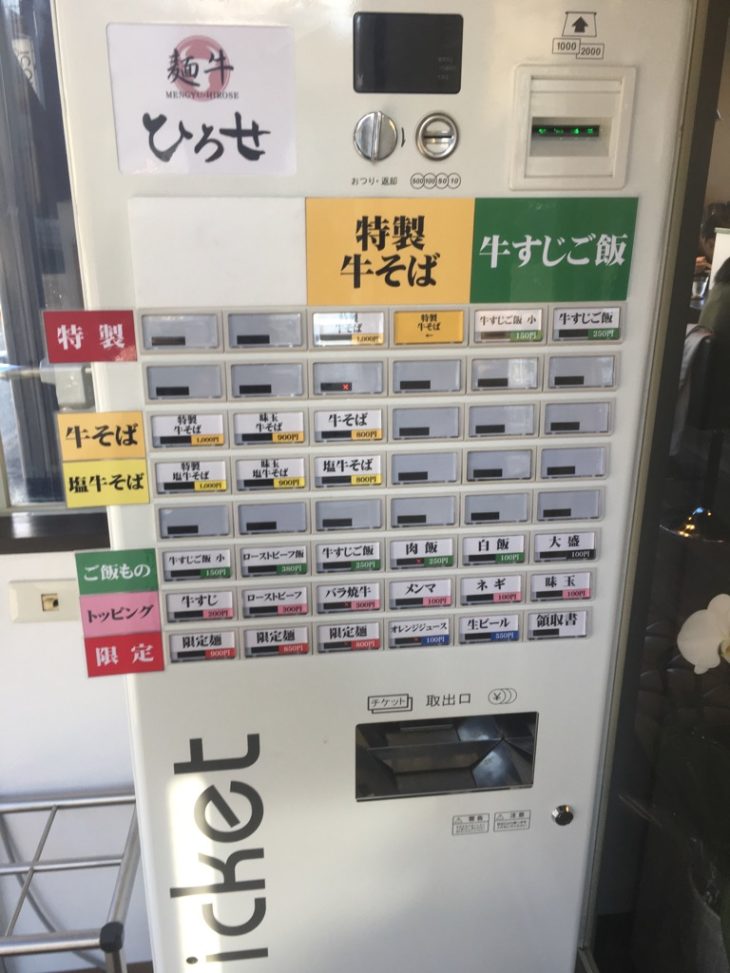 麺牛
MENGYU HIROSE
ひろせ
1000 2000
おつり・返却
500 100 50 10
特製
牛そば
牛すじご飯
特製
特製
牛そば
1,000円
特製
牛そば
←
牛すじご飯 小
150円
牛すじご飯
250円
牛そば
特製
牛そば
1,000円
味玉
牛そば
900円
牛そば
800円
塩牛そば
特製
塩牛そば
1,000円
味玉
塩牛そば
900円
塩牛そば
800円
ご飯もの
牛すじご飯 小
150円
ローストビーフ飯
380円
牛すじご飯
250円
肉飯
250円
白飯
100円
大盛
100円
トッピング
牛すじ
200円
ローストビーフ
300円
バラ焼牛
300円
メンマ
100円
ネギ
100円
味玉
100円
限定
限定麺
900円
限定麺
850円
限定麺
800円
オレンジジュース
100円
生ビール
550円
領収書
チケット
取出口
¥
icket